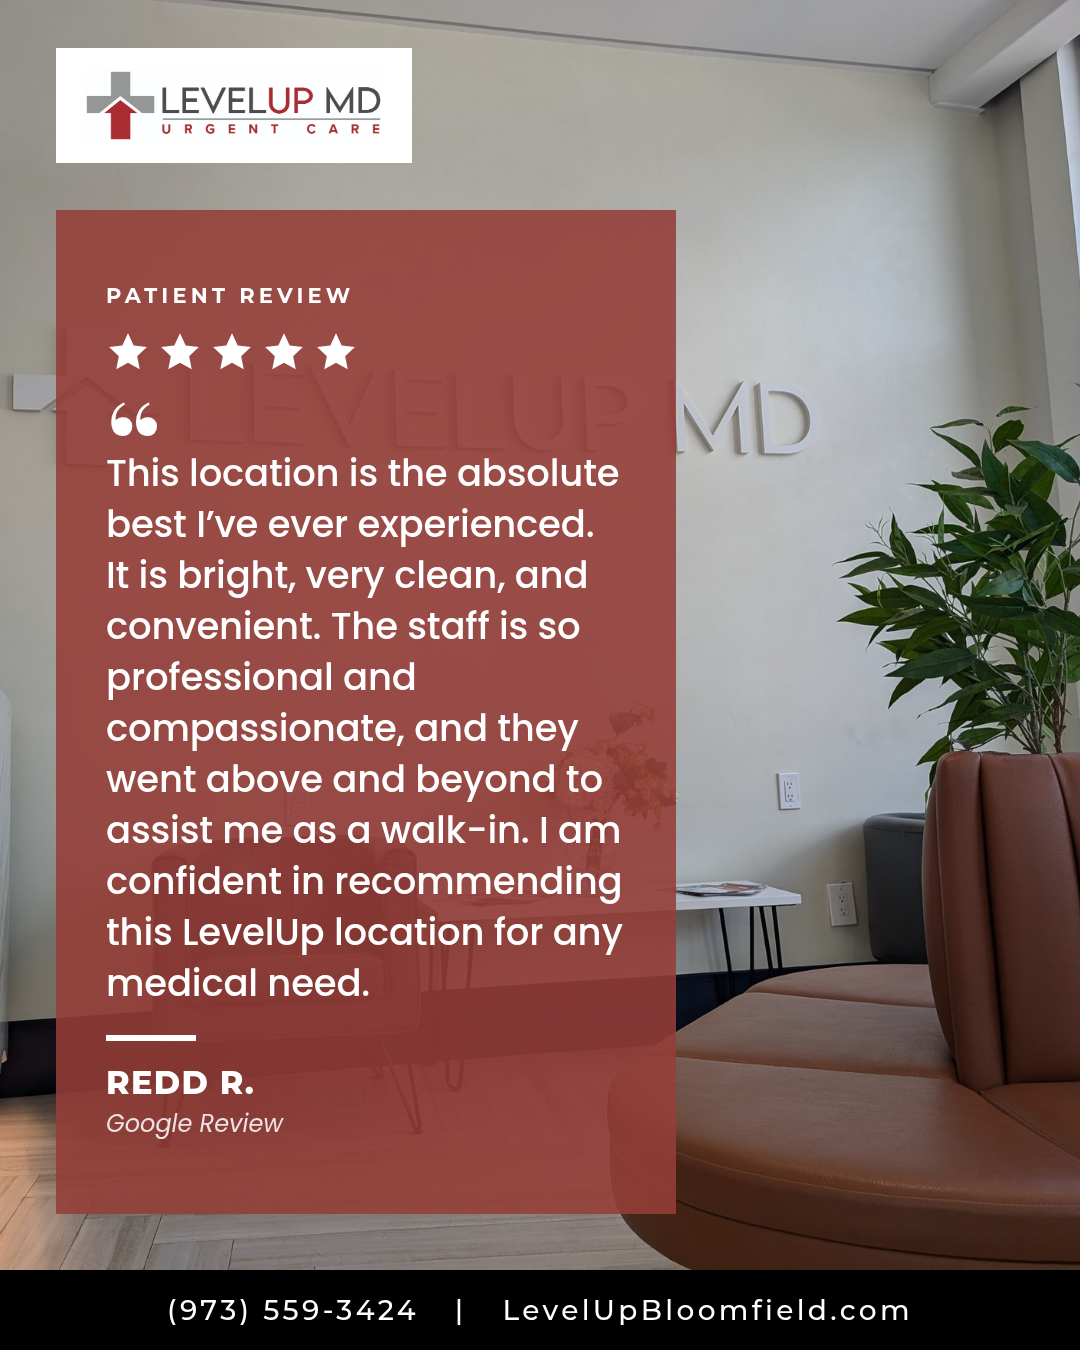 LEVELUP MD
URGENT CARE
PATIENT REVIEW
LEVELUP MD
“
This location is the absolute
best I’ve ever experienced.
It is bright, very clean, and
convenient. The staff is so
professional and
compassionate, and they
went above and beyond to
assist me as a walk-in. I am
confident in recommending
this LevelUp location for any
medical need.
REDD R.
Google Review
(973) 559-3424 | LevelUpBloomfield.com